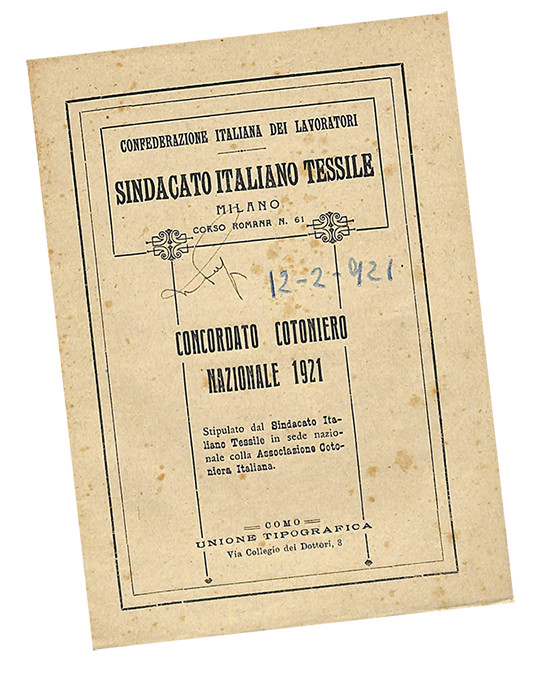 CONFEDERAZIONE ITALIANA DEI LAVORATORI
SINDACATO ITALIANO TESSILE
MILANO
CORSO ROMANA N. 61
12-2-921
CONCORDATO COTONIERO
NAZIONALE 1921
Stipulato dal Sindacato Ita-
liano Tessile in sede nazio-
nale colla Associazione Coto-
niera Italiana.
COMO
UNIONE TIPOGRAFICA
Via Collegio dei Dottori, 3